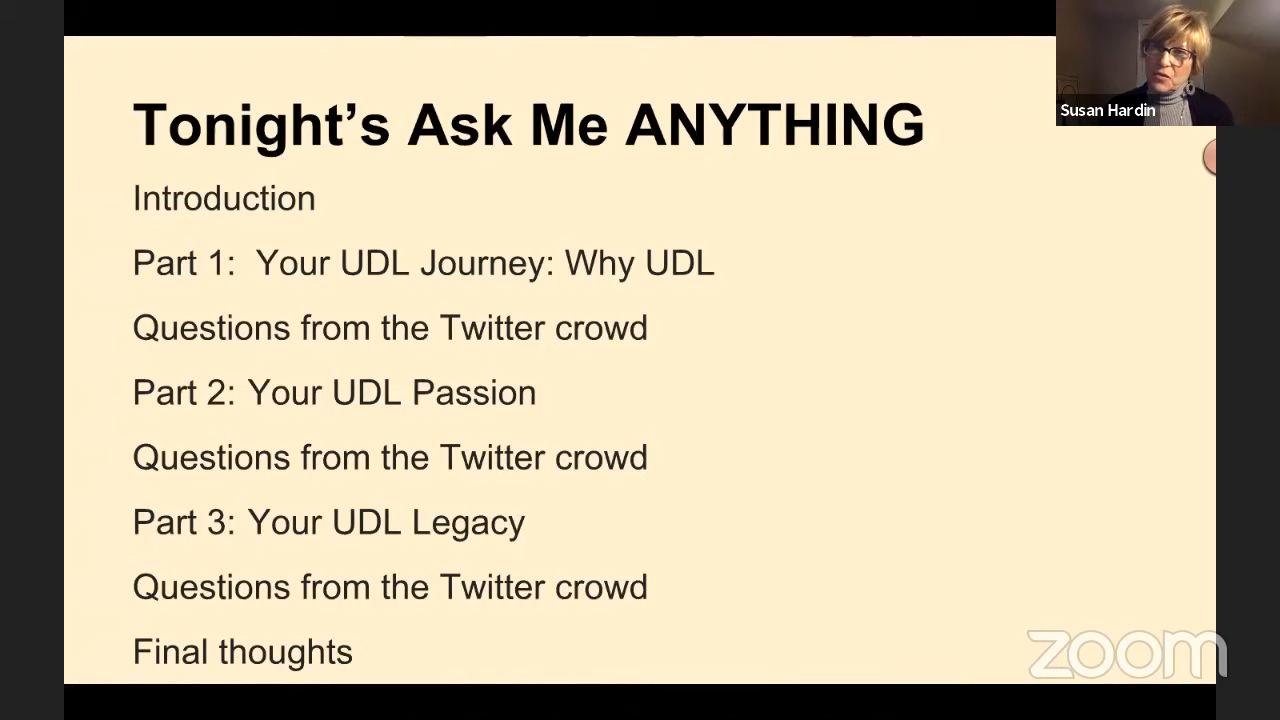 Tonight’s Ask Me ANYTHING
Introduction
Part 1:  Your UDL Journey: Why UDL
Questions from the Twitter crowd
Part 2: Your UDL Passion
Questions from the Twitter crowd
Part 3: Your UDL Legacy
Questions from the Twitter crowd
Final thoughts
Susan Hardin
zoom